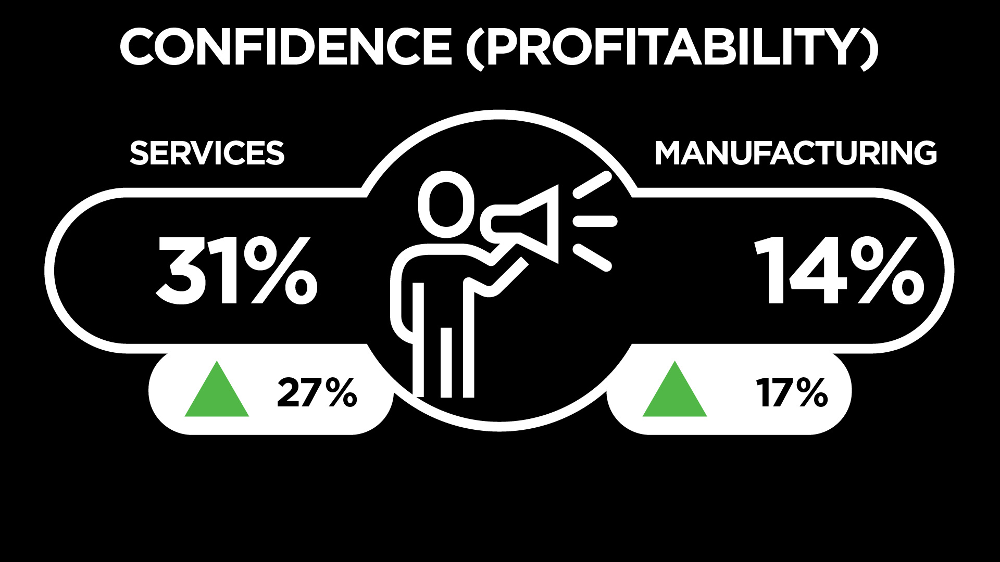 CONFIDENCE (PROFITABILITY)
SERVICES
MANUFACTURING
31%
14%
27%
17%